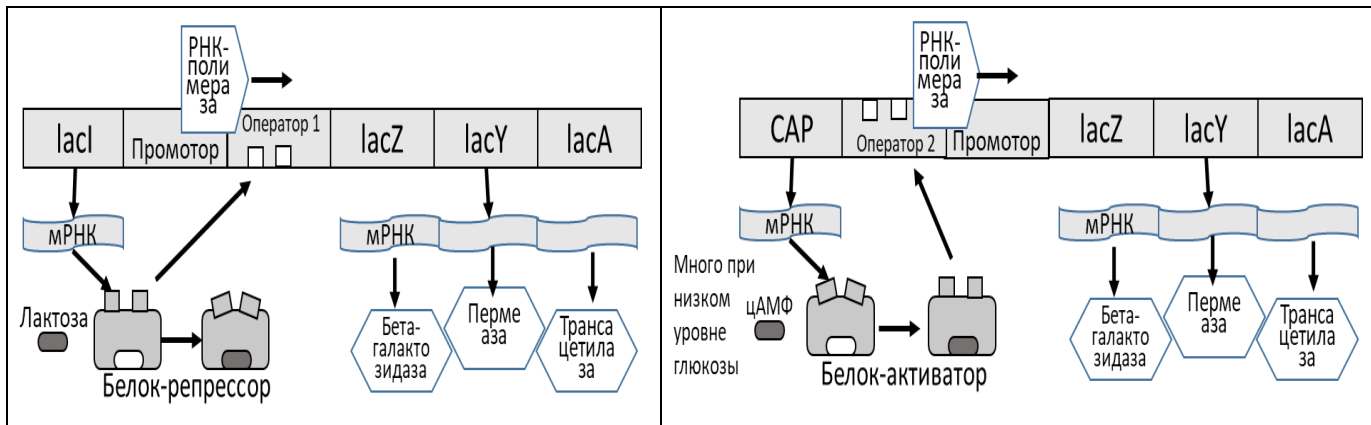 РНК-
поли
мера
за
lacI
Промотор
Оператор 1
lacZ
lacY
lacA
мРНК
мРНК
Лактоза
Белок-репрессор
Бета-
галакто
зидаза
Перме
аза
Транса
цетила
за
РНК-
поли
мера
за
CAP
Оператор 2
Промотор
lacZ
lacY
lacA
мРНК
мРНК
Много при
низком
уровне
глюкозы
цАМФ
Белок-активатор
Бета-
галакто
зидаза
Перме
аза
Транса
цетила
за